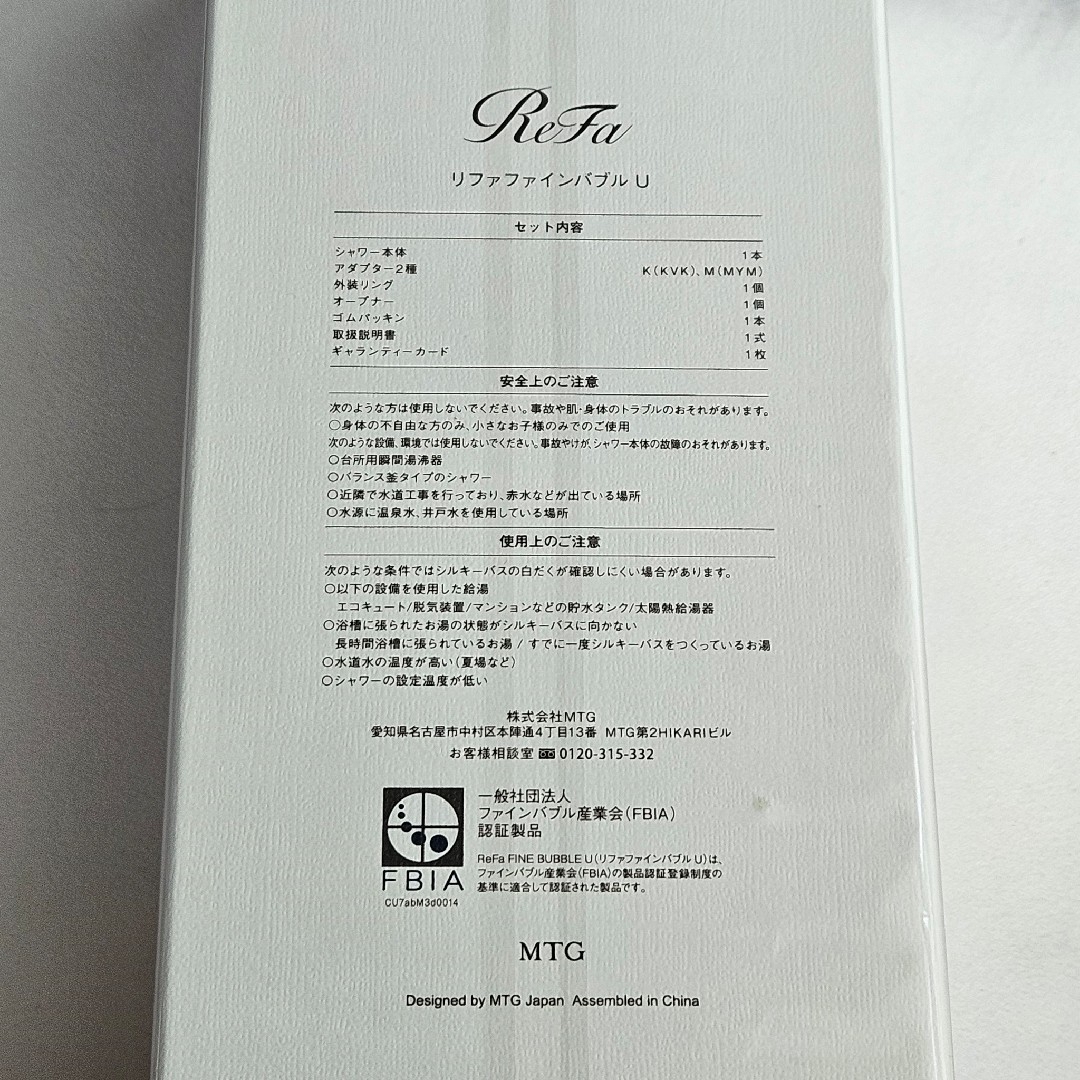 ReFa
リファファインバブル U
セット内容
シャワー本体 1本
アダプター2種 K(KVK)、M(MYM)
外装リング 1個
オープナー 1個
ゴムパッキン 1本
取扱説明書 1式
ギャランティーカード 1枚
安全上のご注意
次のような方は使用しないでください。事故や肌・身体のトラブルのおそれがあります。
○身体の不自由な方のみ、小さなお子様のみでのご使用
次のような設備、環境では使用しないでください。事故やけが、シャワー本体の故障のおそれがあります。
○台所用瞬間湯沸器
○バランス釜タイプのシャワー
○近隣で水道工事を行っており、赤水などが出ている場所
○水源に温泉水、井戸水を使用している場所
使用上のご注意
次のような条件ではシルキーバスの白だくが確認しにくい場合があります。
○以下の設備を使用した給湯
エコキュート/脱気装置/マンションなどの貯水タンク/太陽熱給湯器
○浴槽に張られたお湯の状態がシルキーバスに向かない
長時間浴槽に張られているお湯 / すでに一度シルキーバスをつくっているお湯
○水道水の温度が高い(夏場など)
○シャワーの設定温度が低い
株式会社MTG
愛知県名古屋市中村区本陣通4丁目13番 MTG第2HIKARIビル
お客様相談室 0120-315-332
一般社団法人
ファインバブル産業会(FBIA)
認証製品
ReFa FINE BUBBLE U(リファファインバブル U)は、
ファインバブル産業会(FBIA)の製品認証登録制度の
基準に適合して認証された製品です。
FBIA
CU7abM3d0014
MTG
Designed by MTG Japan Assembled in China